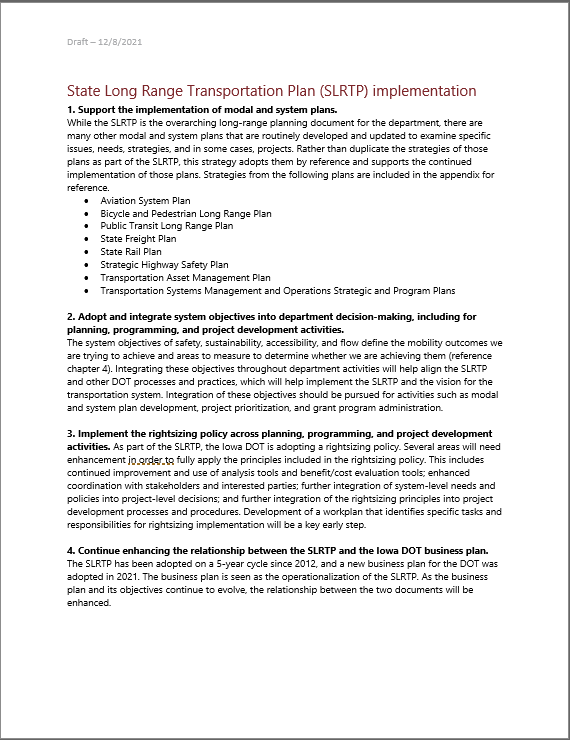 Draft – 12/8/2021
State Long Range Transportation Plan (SLRTP) implementation
1. Support the implementation of modal and system plans.
While the SLRTP is the overarching long-range planning document for the department, there are
many other modal and system plans that are routinely developed and updated to examine specific
issues, needs, strategies, and in some cases, projects. Rather than duplicate the strategies of those
plans as part of the SLRTP, this strategy adopts them by reference and supports the continued
implementation of those plans. Strategies from the following plans are included in the appendix for
reference.
• Aviation System Plan
• Bicycle and Pedestrian Long Range Plan
• Public Transit Long Range Plan
• State Freight Plan
• State Rail Plan
• Strategic Highway Safety Plan
• Transportation Asset Management Plan
• Transportation Systems Management and Operations Strategic and Program Plans
2. Adopt and integrate system objectives into department decision-making, including for
planning, programming, and project development activities.
The system objectives of safety, sustainability, accessibility, and flow define the mobility outcomes we
are trying to achieve and areas to measure to determine whether we are achieving them (reference
chapter 4). Integrating these objectives throughout department activities will help align the SLRTP
and other DOT processes and practices, which will help implement the SLRTP and the vision for the
transportation system. Integration of these objectives should be pursued for activities such as modal
and system plan development, project prioritization, and grant program administration.
3. Implement the rightsizing policy across planning, programming, and project development
activities. As part of the SLRTP, the Iowa DOT is adopting a rightsizing policy. Several areas will need
enhancement in order to fully apply the principles included in the rightsizing policy. This includes
continued improvement and use of analysis tools and benefit/cost evaluation tools; enhanced
coordination with stakeholders and interested parties; further integration of system-level needs and
policies into project-level decisions; and further integration of the rightsizing principles into project
development processes and procedures. Development of a workplan that identifies specific tasks and
responsibilities for rightsizing implementation will be a key early step.
4. Continue enhancing the relationship between the SLRTP and the Iowa DOT business plan.
The SLRTP has been adopted on a 5-year cycle since 2012, and a new business plan for the DOT was
adopted in 2021. The business plan is seen as the operationalization of the SLRTP. As the business
plan and its objectives continue to evolve, the relationship between the two documents will be
enhanced.